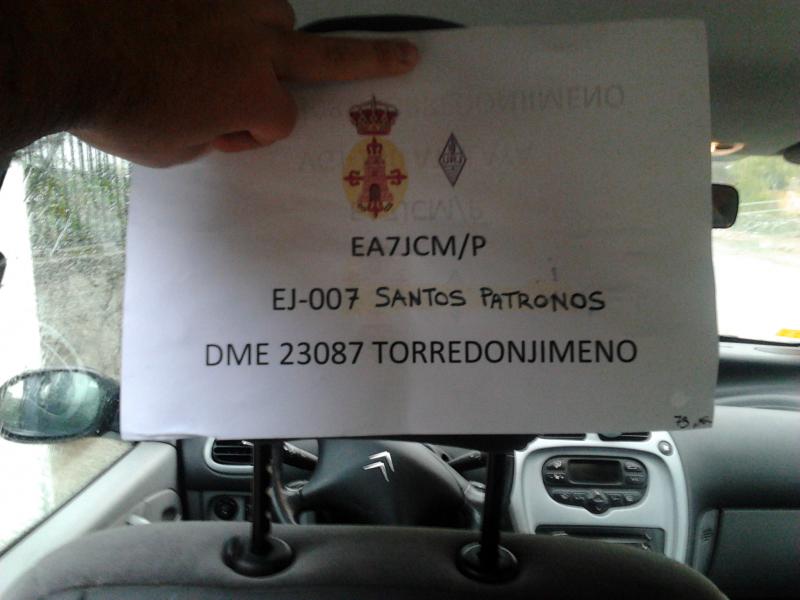 EA7JCM/P
EJ-007 SANTOS PATRONOS
DME 23087 TORREDONJIMENO